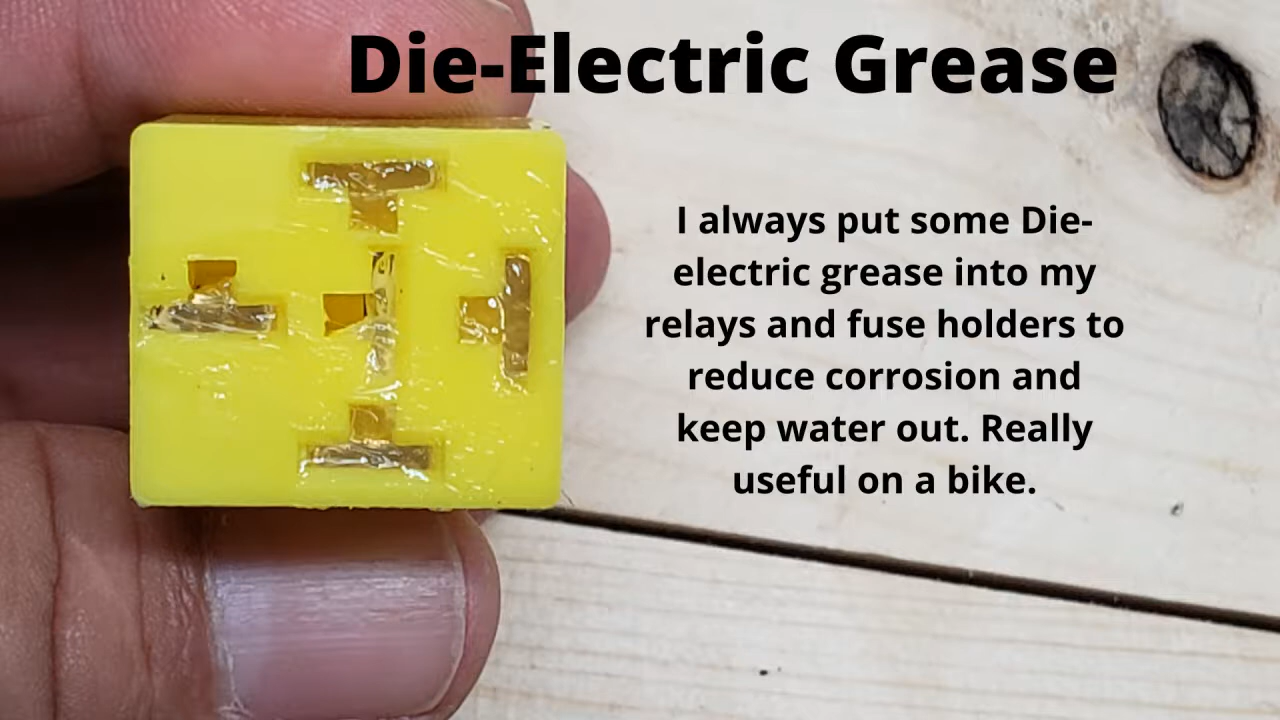 Die-Electric Grease
I always put some Die-
electric grease into my
relays and fuse holders to
reduce corrosion and
keep water out. Really
useful on a bike.